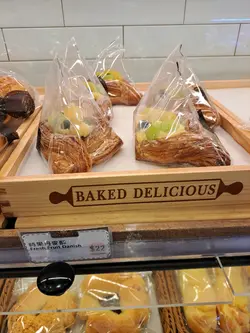 BAKED DELICIOUS
Fresh Fruit Danish
$22